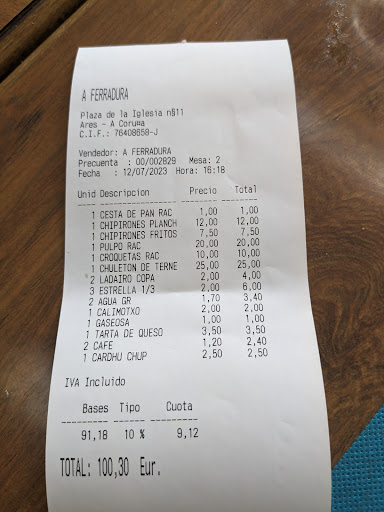 A FERRADURA
Plaza de la Iglesia n§11
Ares - A Coru¤a
C.I.F.: 76408658-J
Vendedor: A FERRADURA
Precuenta : 00/002829 Mesa: 2
Fecha : 12/07/2023 Hora: 16:18
Unid Descripcion Precio Total
1 CESTA DE PAN RAC 1,00 1,00
1 CHIPIRONES PLANCH 12,00 12,00
1 CHIPIRONES FRITOS 7,50 7,50
1 PULPO RAC 20,00 20,00
1 CROQUETAS RAC 10,00 10,00
1 CHULETON DE TERNE 25,00 25,00
2 LADAIRO COPA 2,00 4,00
3 ESTRELLA 1/3 2,00 6,00
2 AGUA GR 1,70 3,40
1 CALIMOTXO 2,00 2,00
1 GASEOSA 1,00 1,00
1 TARTA DE QUESO 3,50 3,50
2 CAFE 1,20 2,40
1 CARDHU CHUP 2,50 2,50
IVA Incluido
Bases Tipo Cuota
91,18 10 % 9,12
TOTAL: 100,30 Eur.